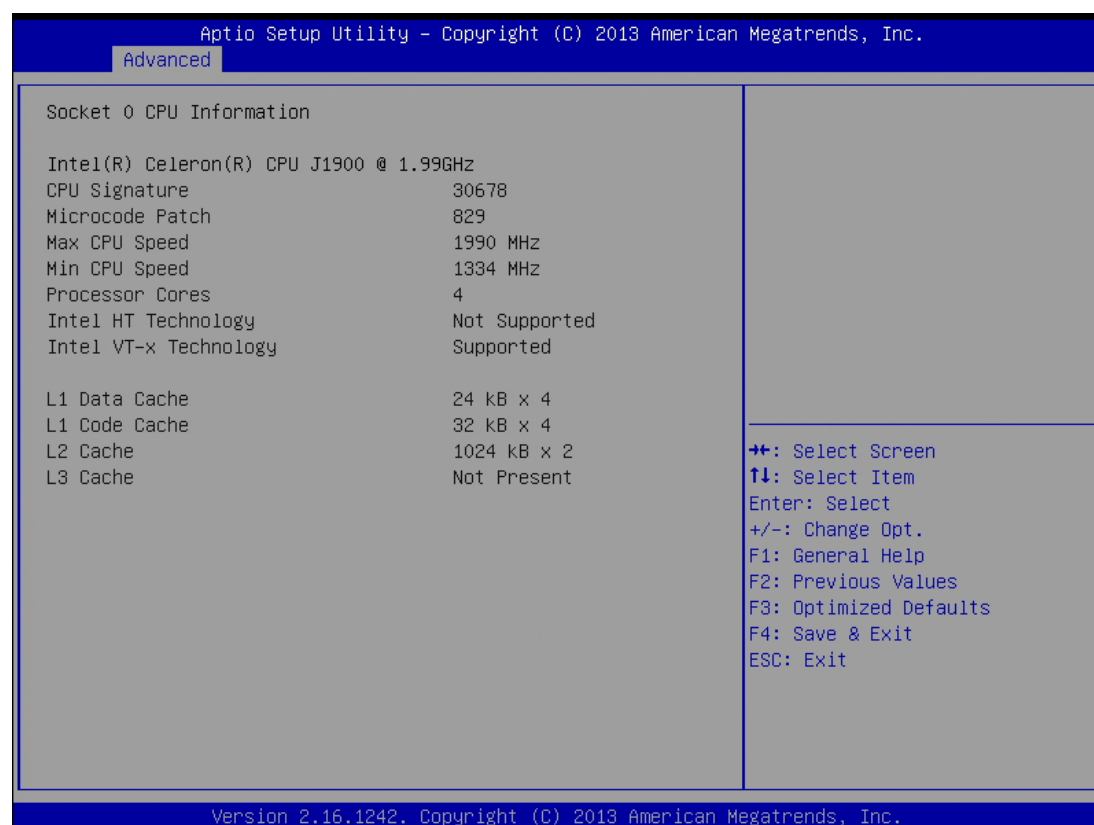 Aptio Setup Utility – Copyright (C) 2013 American Megatrends, Inc.
Advanced
Socket 0 CPU Information
Intel(R) Celeron(R) CPU J1900 @ 1.99GHz
CPU Signature 30678
Microcode Patch 829
Max CPU Speed 1990 MHz
Min CPU Speed 1334 MHz
Processor Cores 4
Intel HT Technology Not Supported
Intel VT-x Technology Supported
L1 Data Cache 24 kB x 4
L1 Code Cache 32 kB x 4
L2 Cache 1024 kB x 2
L3 Cache Not Present
→←: Select Screen
↑↓: Select Item
Enter: Select
+/-: Change Opt.
F1: General Help
F2: Previous Values
F3: Optimized Defaults
F4: Save & Exit
ESC: Exit
Version 2.16.1242. Copyright (C) 2013 American Megatrends, Inc.